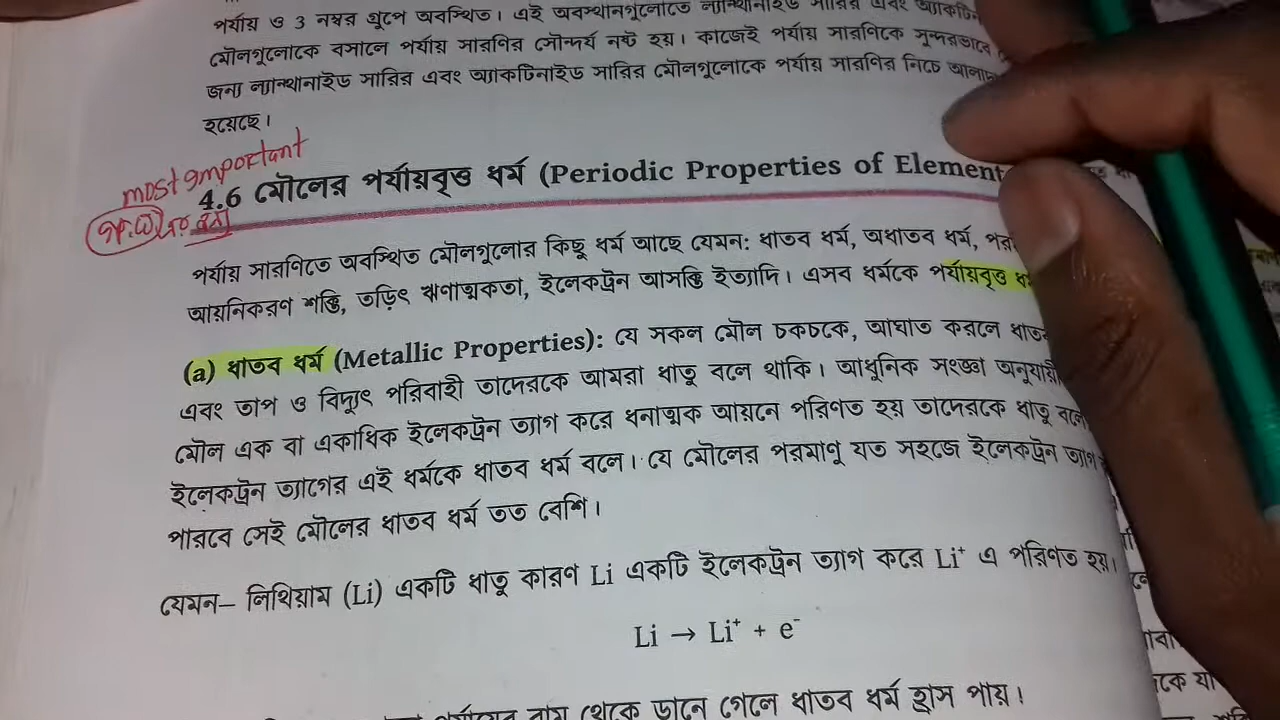 পর্যায় ও 3 নম্বর গ্রুপে অবস্থিত। এই অবস্থানগুলোতে ল্যান্থানাইড সারির এবং অ্যাকটিন
মৌলগুলোকে বসালে পর্যায় সারণির সৌন্দর্য নষ্ট হয়। কাজেই পর্যায় সারণিকে সুন্দরভাবে
জন্য ল্যান্থানাইড সারির এবং অ্যাকটিনাইড সারির মৌলগুলোকে পর্যায় সারণির নিচে আলাদ
হয়েছে।
most important
4.6 মৌলের পর্যায়বৃত্ত ধর্ম (Periodic Properties of Element
পর্যায় সারণিতে অবস্থিত মৌলগুলোর কিছু ধর্ম আছে যেমন: ধাতব ধর্ম, অধাতব ধর্ম, পর
আয়নিকরণ শক্তি, তড়িৎ ঋণাত্মকতা, ইলেকট্রন আসক্তি ইত্যাদি। এসব ধর্মকে পর্যায়বৃত্ত ধ
(a) ধাতব ধর্ম (Metallic Properties): যে সকল মৌল চকচকে, আঘাত করলে ধাত
এবং তাপ ও বিদ্যুৎ পরিবাহী তাদেরকে আমরা ধাতু বলে থাকি। আধুনিক সংজ্ঞা অনুযায়ী
মৌল এক বা একাধিক ইলেকট্রন ত্যাগ করে ধনাত্মক আয়নে পরিণত হয় তাদেরকে ধাতু বলে
ইলেকট্রন ত্যাগের এই ধর্মকে ধাতব ধর্ম বলে। যে মৌলের পরমাণু যত সহজে ইলেকট্রন ত্যাগ
পারবে সেই মৌলের ধাতব ধর্ম তত বেশি।
যেমন– লিথিয়াম (Li) একটি ধাতু কারণ Li একটি ইলেকট্রন ত্যাগ করে Li⁺ এ পরিণত হয়।
Li → Li⁺ + e⁻
পর্যায়ের বাম থেকে ডানে গেলে ধাতব ধর্ম হ্রাস পায়।